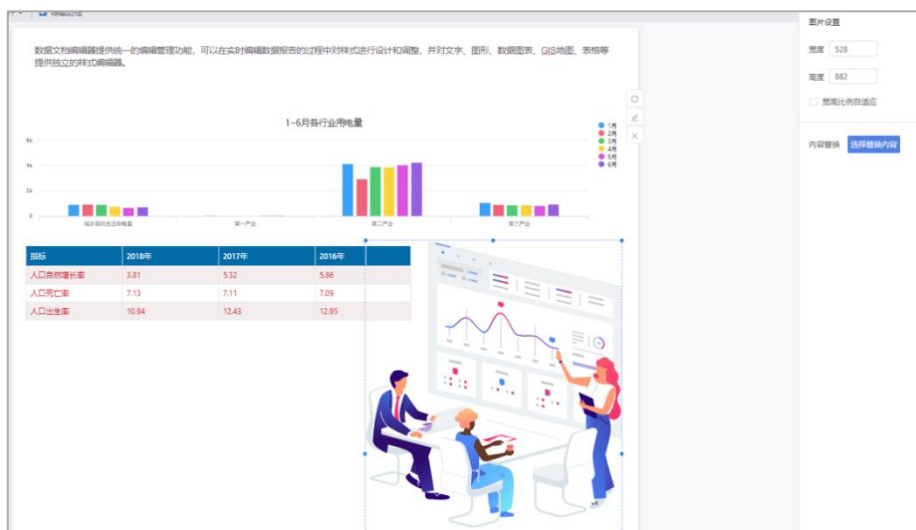 数据文档编辑器提供统一的编辑管理功能，可以在实时编辑数据报告的过程中对样式进行设计和调整，并对文字、图形、数据图表、GIS地图、表格等
提供独立的样式编辑器。
1-6月各行业用电量
1月
2月
3月
4月
5月
6月
6k
4k
2k
0
城乡居民生活用电量 第一产业 第二产业 第三产业
指标 2018年 2017年 2016年
人口自然增长率 3.81 5.32 5.86
人口死亡率 7.13 7.11 7.09
人口出生率 10.94 12.43 12.95
图片设置
宽度 528
高度 882
宽高比例自适应
内容替换 选择替换内容